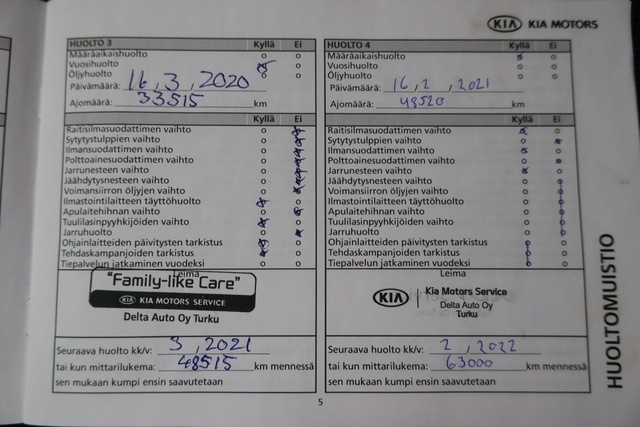 KIA KIA MOTORS
HUOLTO 3 Kyllä Ei
Määräaikaishuolto
Vuosihuolto
Öljyhuolto
Päivämäärä: 16, 3, 2020
Ajomäärä: 33515 km
Kyllä Ei
Raitisilmasuodattimen vaihto
Sytytystulppien vaihto
Ilmansuodattimen vaihto
Polttoainesuodattimen vaihto
Jarrunesteen vaihto
Jäähdytysnesteen vaihto
Voimansiirron öljyjen vaihto
Ilmastointilaitteen täyttöhuolto
Apulaitehihnan vaihto
Tuulilasinpyyhkijöiden vaihto
Jarruhuolto
Ohjainlaitteiden päivitysten tarkistus
Tehdaskampanjoiden tarkistus
Tiepalvelun jatkaminen vuodeksi
Leima
"Family-like Care"
KIA KIA MOTORS SERVICE
Delta Auto Oy Turku
Seuraava huolto kk/v: 3, 2021
tai kun mittarilukema: 48515 km mennessä
sen mukaan kumpi ensin saavutetaan
HUOLTO 4 Kyllä Ei
Määräaikaishuolto
Vuosihuolto
Öljyhuolto
Päivämäärä: 16, 2, 2021
Ajomäärä: 48520 km
Kyllä Ei
Raitisilmasuodattimen vaihto
Sytytystulppien vaihto
Ilmansuodattimen vaihto
Polttoainesuodattimen vaihto
Jarrunesteen vaihto
Jäähdytysnesteen vaihto
Voimansiirron öljyjen vaihto
Ilmastointilaitteen täyttöhuolto
Apulaitehihnan vaihto
Tuulilasinpyyhkijöiden vaihto
Jarruhuolto
Ohjainlaitteiden päivitysten tarkistus
Tehdaskampanjoiden tarkistus
Tiepalvelun jatkaminen vuodeksi
Leima
KIA Kia Motors Service
Delta Auto Oy
Turku
Seuraava huolto kk/v: 2, 2022
tai kun mittarilukema: 63000 km mennessä
sen mukaan kumpi ensin saavutetaan
HUOLTOMUISTIO
5